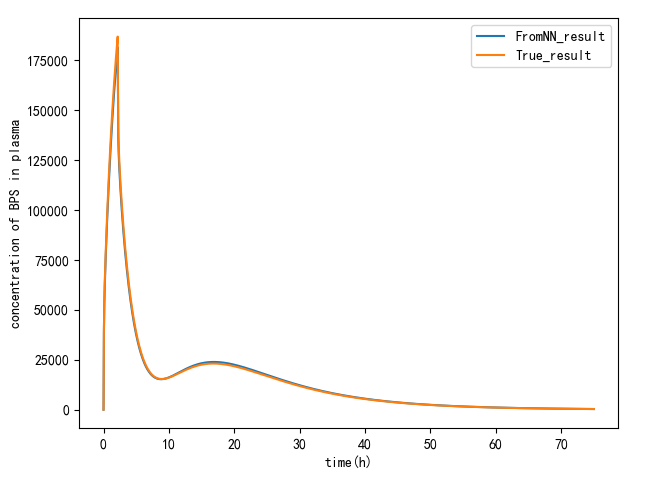 FromNN_result
True_result
concentration of BPS in plasma
175000
150000
125000
100000
75000
50000
25000
0
0 10 20 30 40 50 60 70
time(h)